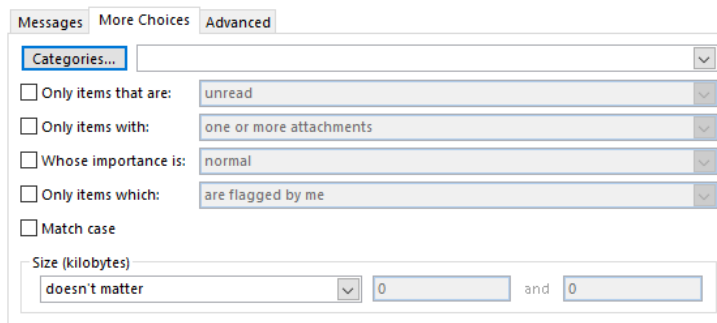 Messages More Choices Advanced
Categories...
Only items that are: unread
Only items with: one or more attachments
Whose importance is: normal
Only items which: are flagged by me
Match case
Size (kilobytes)
doesn't matter 0 and 0